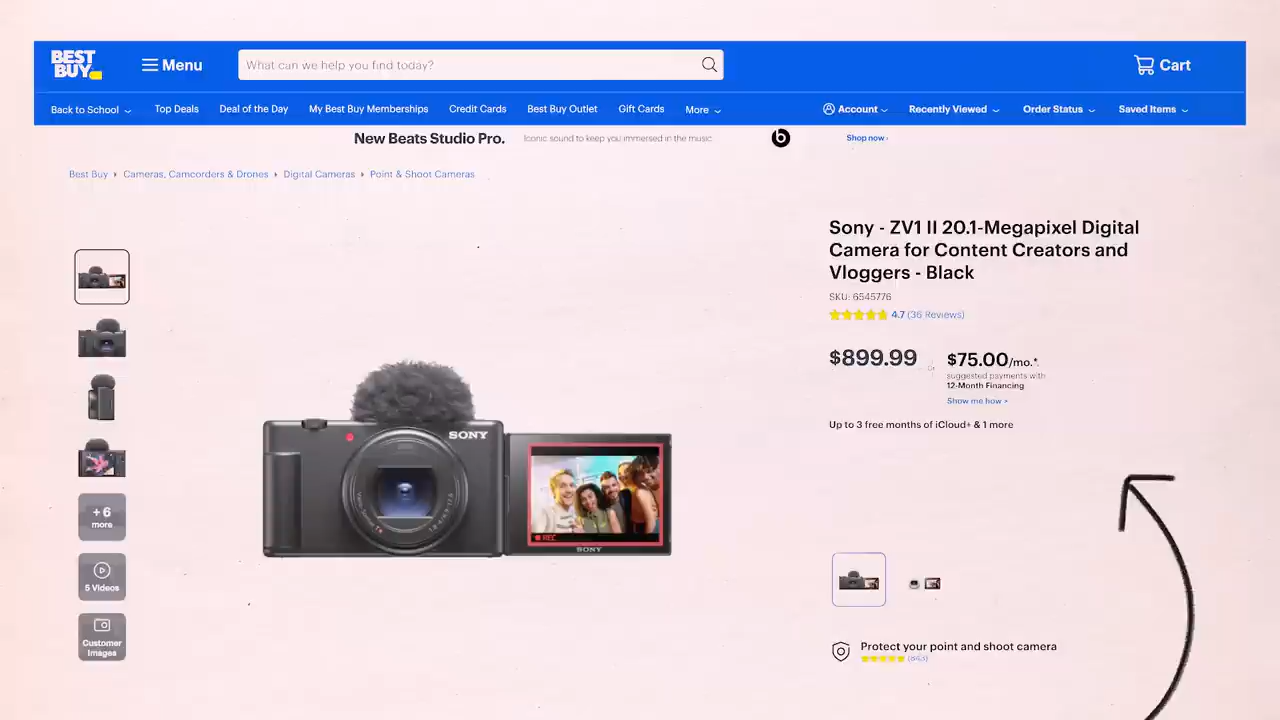 BEST
BUY
Menu
What can we help you find today?
Cart
Back to School
Top Deals
Deal of the Day
My Best Buy Memberships
Credit Cards
Best Buy Outlet
Gift Cards
More
Account
Recently Viewed
Order Status
Saved Items
New Beats Studio Pro.
Iconic sound to keep you immersed in the music
b
Shop now ›
Best Buy
Cameras, Camcorders & Drones
Digital Cameras
Point & Shoot Cameras
Sony - ZV1 II 20.1-Megapixel Digital
Camera for Content Creators and
Vloggers - Black
SKU: 6545776
4.7 (36 Reviews)
$899.99
Or
$75.00/mo.*
suggested payments with
12-Month Financing
Show me how >
Up to 3 free months of iCloud+ & 1 more
SONY
REC
SONY
+ 6
more
5 Videos
Customer
Images
Protect your point and shoot camera
(843)